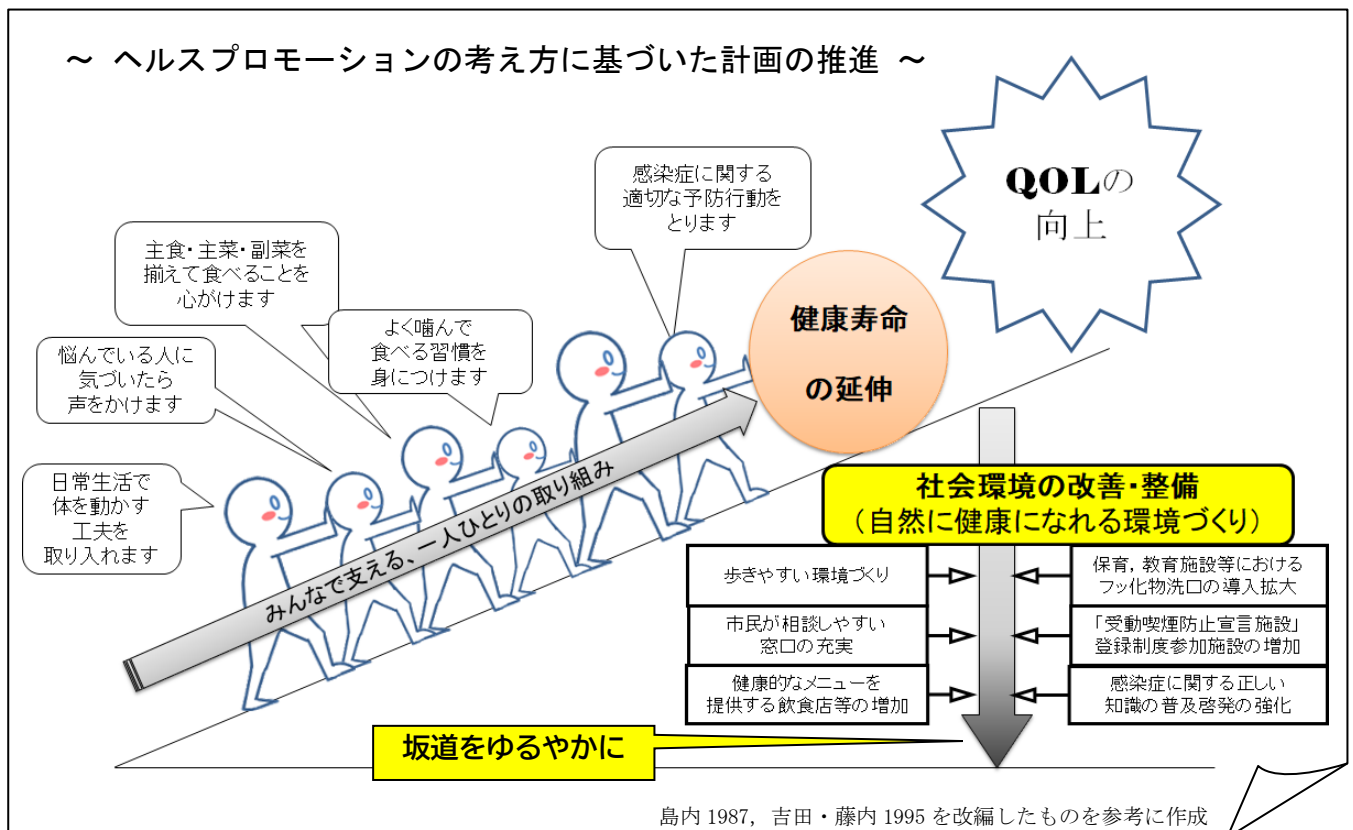 ～ ヘルスプロモーションの考え方に基づいた計画の推進 ～
QOLの
向上
感染症に関する
適切な予防行動を
とります
主食・主菜・副菜を
揃えて食べることを
心がけます
よく噛んで
食べる習慣を
身につけます
悩んでいる人に
気づいたら
声をかけます
日常生活で
体を動かす
工夫を
取り入れます
健康寿命
の延伸
みんなで支える、一人ひとりの取り組み
社会環境の改善・整備
（自然に健康になれる環境づくり）
歩きやすい環境づくり
市民が相談しやすい
窓口の充実
健康的なメニューを
提供する飲食店等の増加
保育，教育施設等における
フッ化物洗口の導入拡大
「受動喫煙防止宣言施設」
登録制度参加施設の増加
感染症に関する正しい
知識の普及啓発の強化
坂道をゆるやかに
島内 1987，吉田・藤内 1995 を改編したものを参考に作成